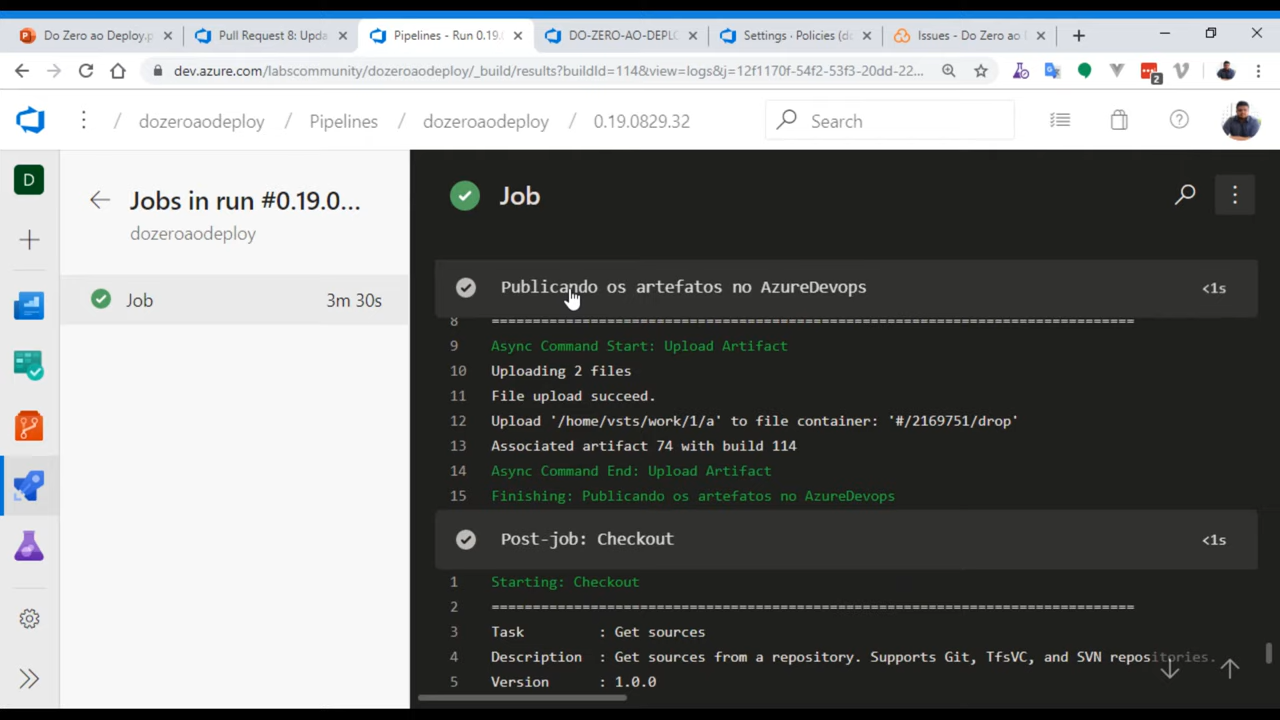 Do Zero ao Deploy.p
Pull Request 8: Upda
Pipelines - Run 0.19.0
DO-ZERO-AO-DEPL
Settings · Policies (d
Issues - Do Zero ao
dev.azure.com/labscommunity/dozeroaodeploy/_build/results?buildId=114&view=logs&j=12f1170f-54f2-53f3-20dd-22...
2
/ dozeroaodeploy / Pipelines / dozeroaodeploy / 0.19.0829.32
Search
D
Jobs in run #0.19.0...
dozeroaodeploy
Job 3m 30s
Job
Publicando os artefatos no AzureDevops <1s
8 ==============================================================================
9 Async Command Start: Upload Artifact
10 Uploading 2 files
11 File upload succeed.
12 Upload '/home/vsts/work/1/a' to file container: '#/2169751/drop'
13 Associated artifact 74 with build 114
14 Async Command End: Upload Artifact
15 Finishing: Publicando os artefatos no AzureDevops
Post-job: Checkout <1s
1 Starting: Checkout
2 ==============================================================================
3 Task : Get sources
4 Description : Get sources from a repository. Supports Git, TfsVC, and SVN repositories.
5 Version : 1.0.0